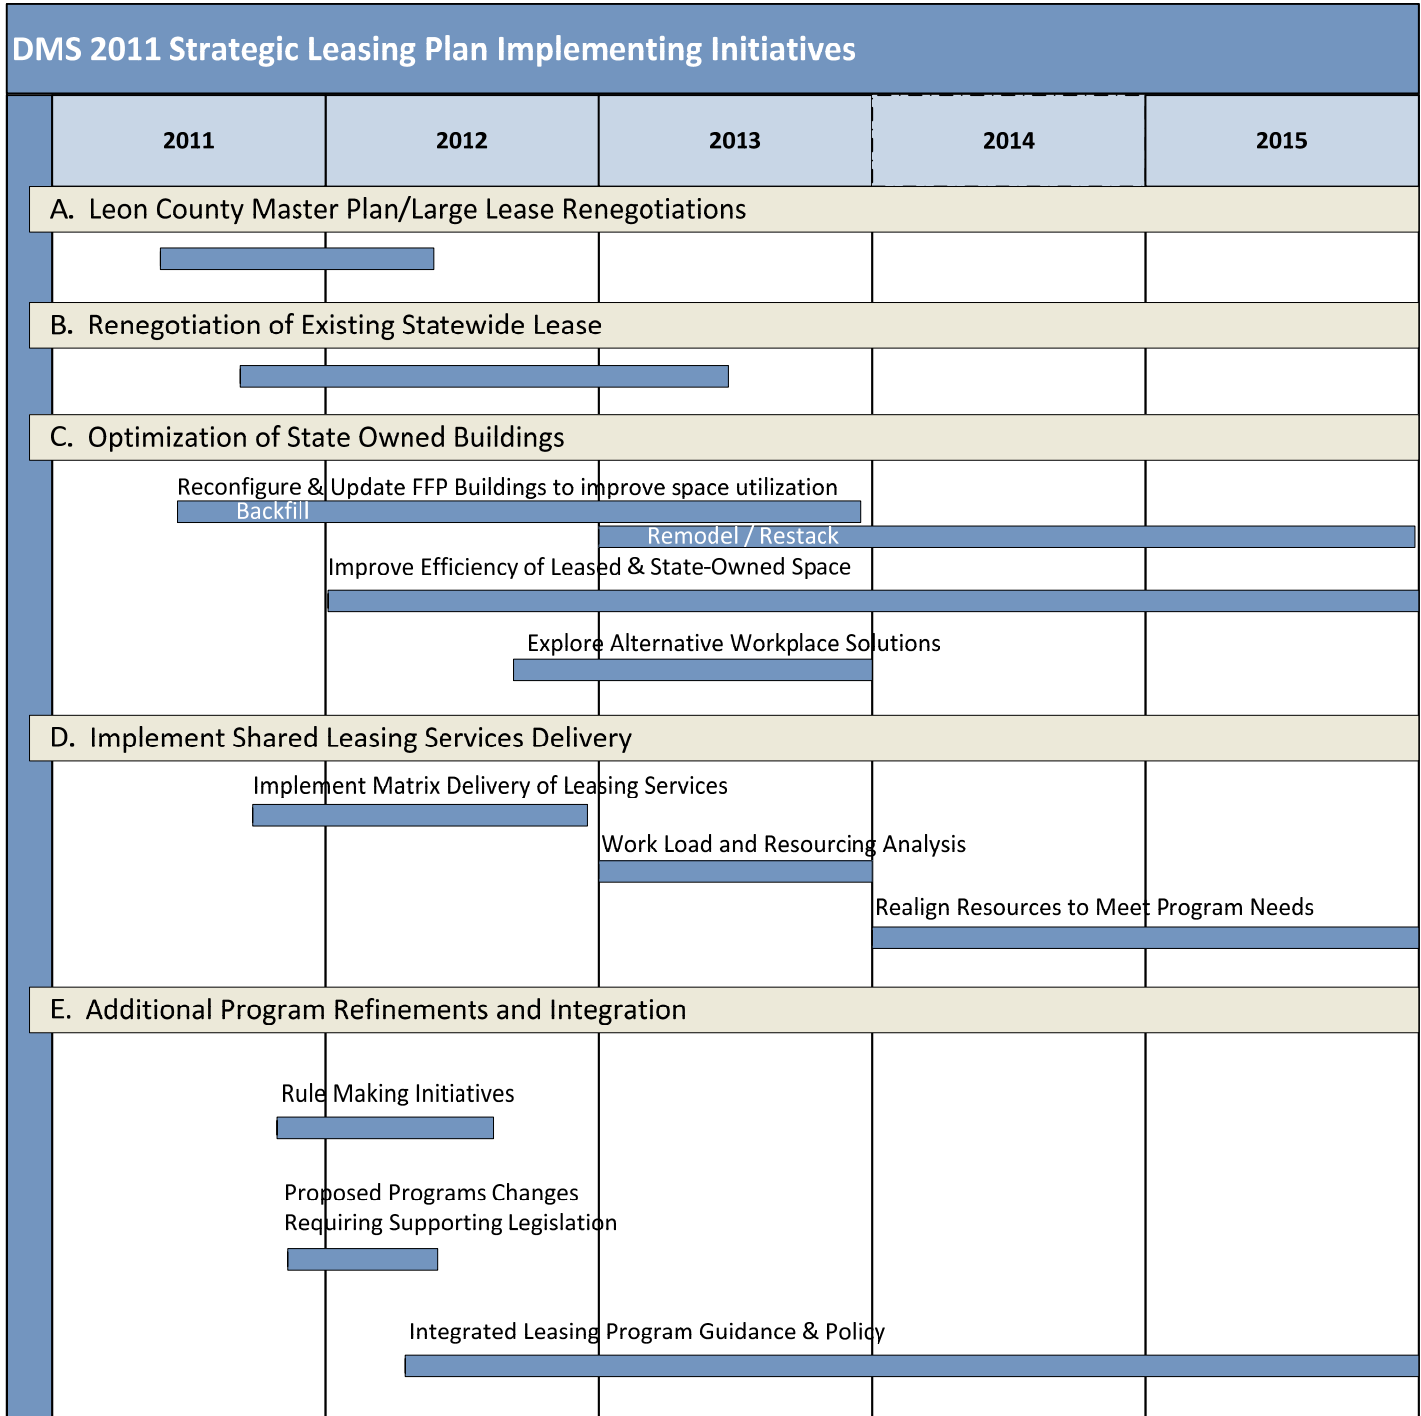 DMS 2011 Strategic Leasing Plan Implementing Initiatives
2011 2012 2013 2014 2015
A. Leon County Master Plan/Large Lease Renegotiations
B. Renegotiation of Existing Statewide Lease
C. Optimization of State Owned Buildings
Reconfigure & Update FFP Buildings to improve space utilization
Backfill
Remodel / Restack
Improve Efficiency of Leased & State-Owned Space
Explore Alternative Workplace Solutions
D. Implement Shared Leasing Services Delivery
Implement Matrix Delivery of Leasing Services
Work Load and Resourcing Analysis
Realign Resources to Meet Program Needs
E. Additional Program Refinements and Integration
Rule Making Initiatives
Proposed Programs Changes
Requiring Supporting Legislation
Integrated Leasing Program Guidance & Policy